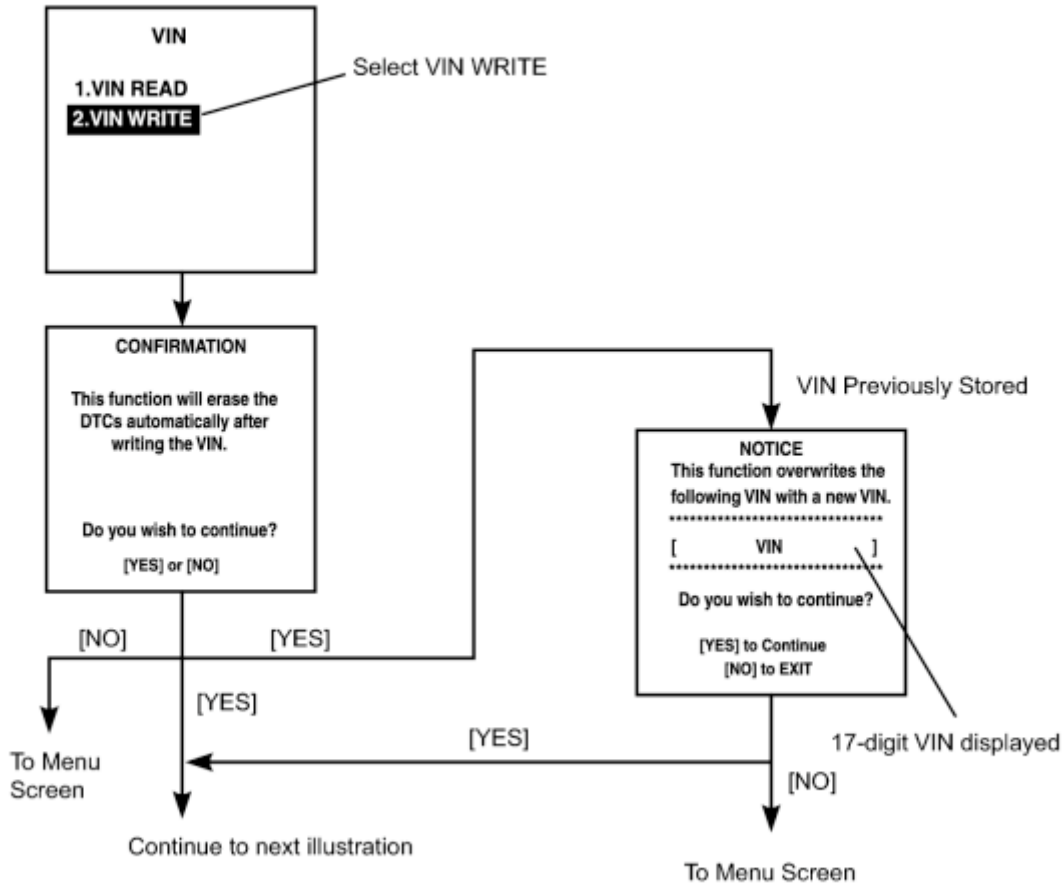 VIN
1.VIN READ
2.VIN WRITE
Select VIN WRITE
CONFIRMATION
This function will erase the
DTCs automatically after
writing the VIN.
Do you wish to continue?
[YES] or [NO]
VIN Previously Stored
NOTICE
This function overwrites the
following VIN with a new VIN.
********************************
[ VIN ]
********************************
Do you wish to continue?
[YES] to Continue
[NO] to EXIT
17-digit VIN displayed
[NO]
[YES]
[YES]
[YES]
[NO]
To Menu
Screen
Continue to next illustration
To Menu Screen